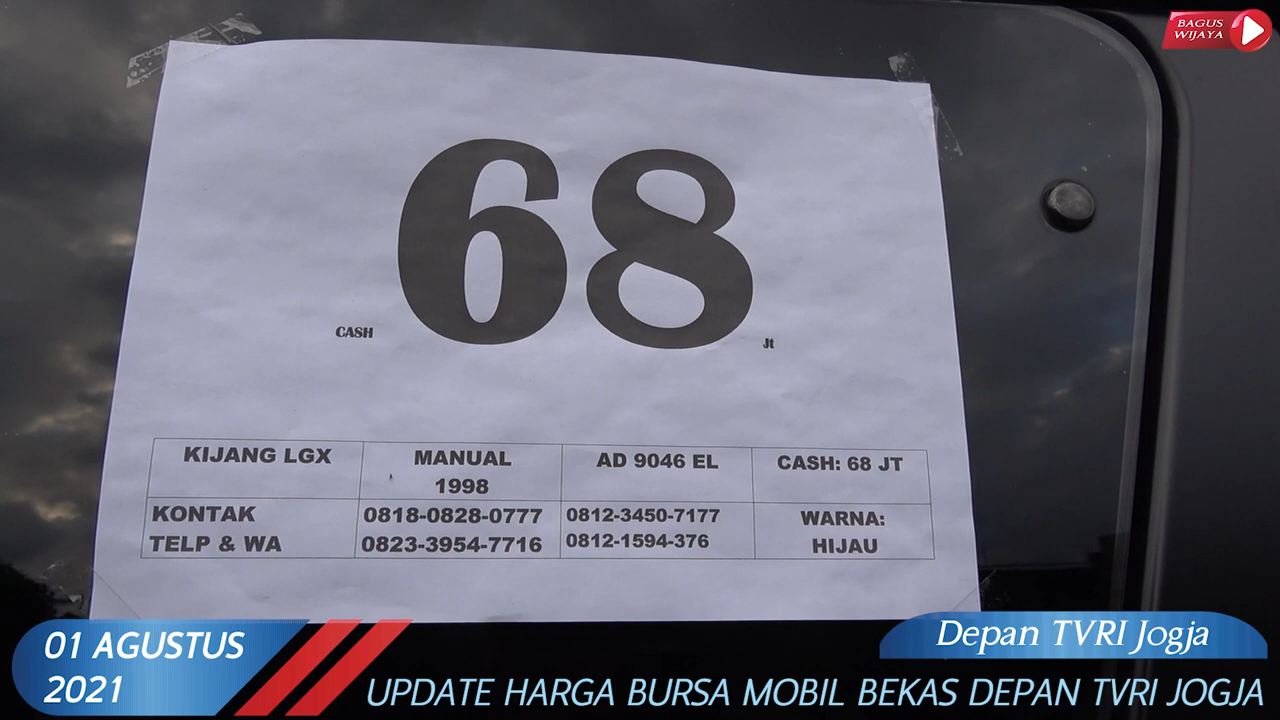 BAGUS
WIJAYA
68
CASH
Jt
KIJANG LGX
MANUAL
1998
AD 9046 EL
CASH: 68 JT
KONTAK
TELP & WA
0818-0828-0777
0823-3954-7716
0812-3450-7177
0812-1594-376
WARNA:
HIJAU
Depan TVRI Jogja
01 AGUSTUS
2021
UPDATE HARGA BURSA MOBIL BEKAS DEPAN TVRI JOGJA